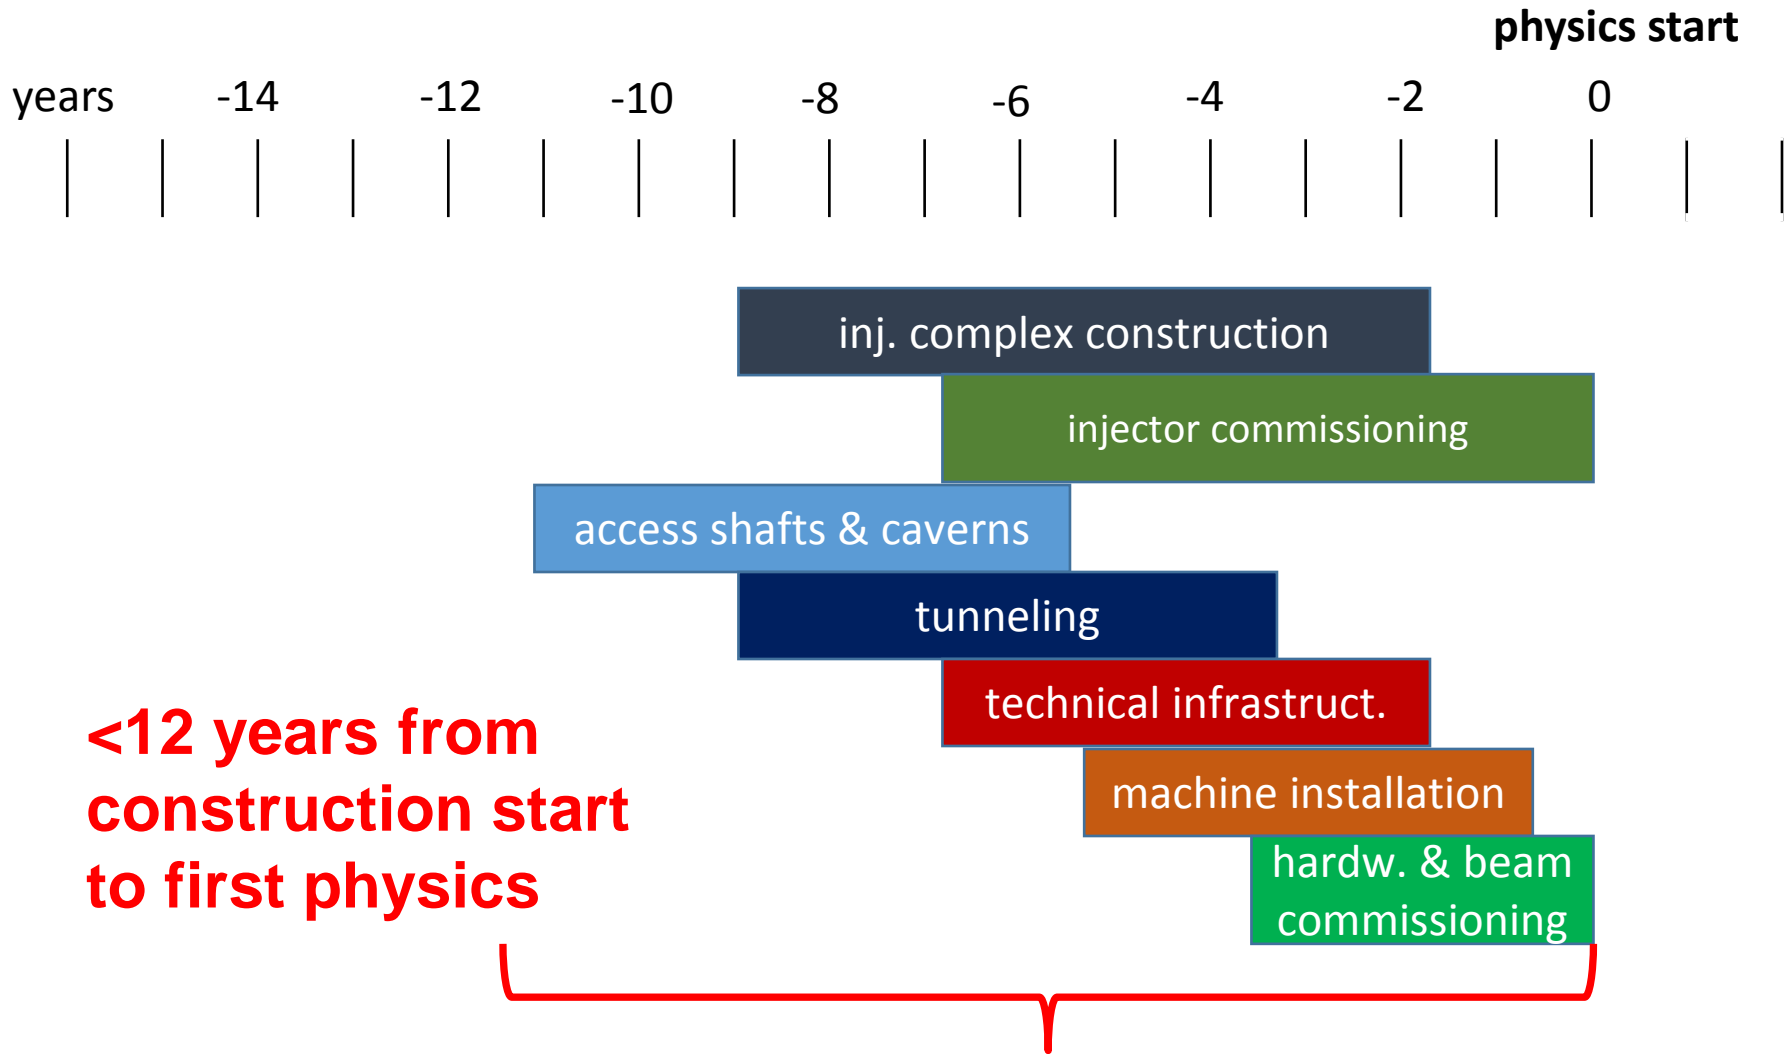 physics start
years -14 -12 -10 -8 -6 -4 -2 0
inj. complex construction
injector commissioning
access shafts & caverns
tunneling
technical infrastruct.
machine installation
hardw. & beam
commissioning
<12 years from
construction start
to first physics